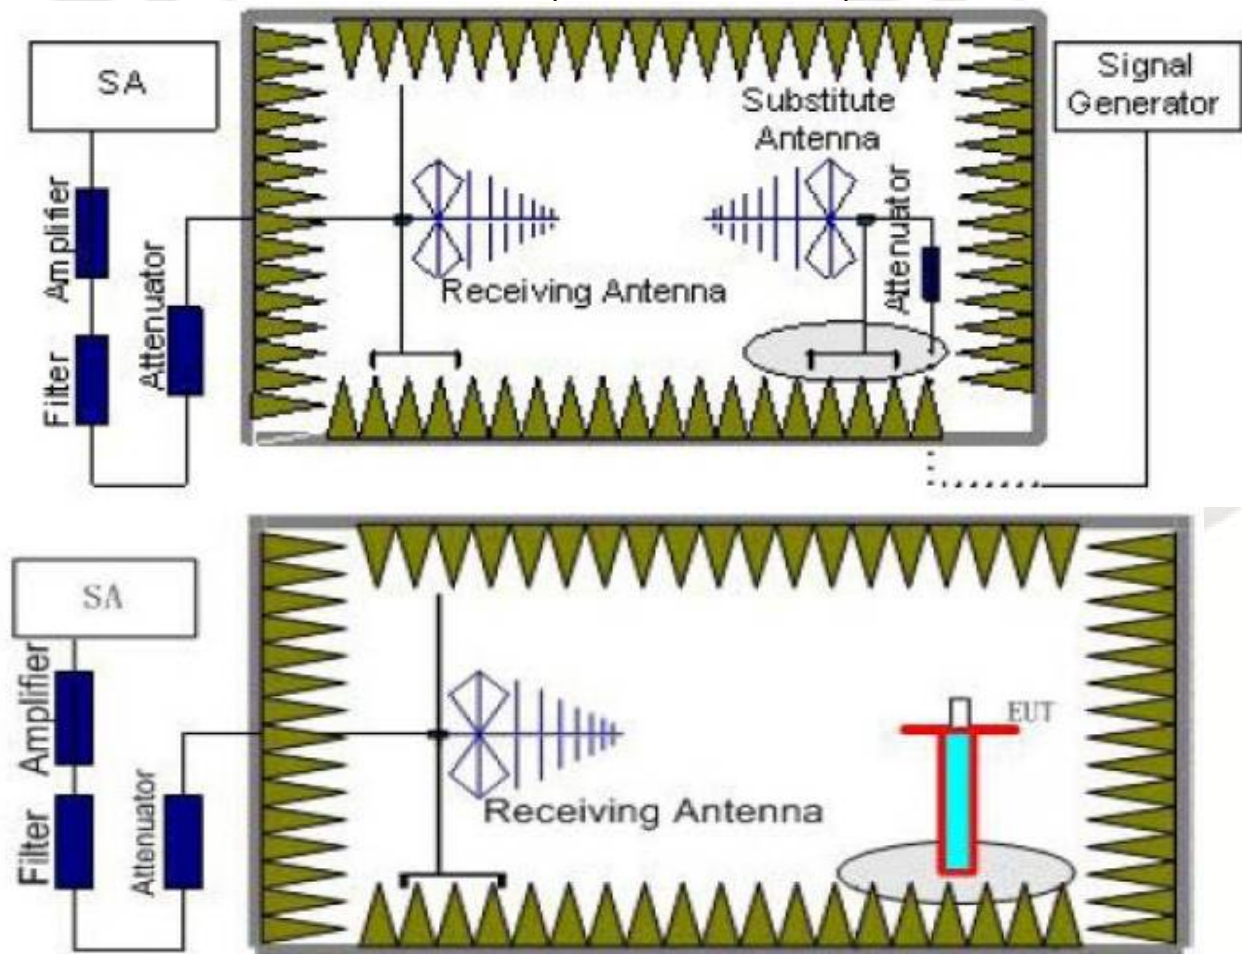 SA
Signal
Generator
Substitute
Antenna
Amplifier
Attenuator
Attenuator
Receiving Antenna
Filter
SA
Amplifier
EUT
Receiving Antenna
Attenuator
Filter